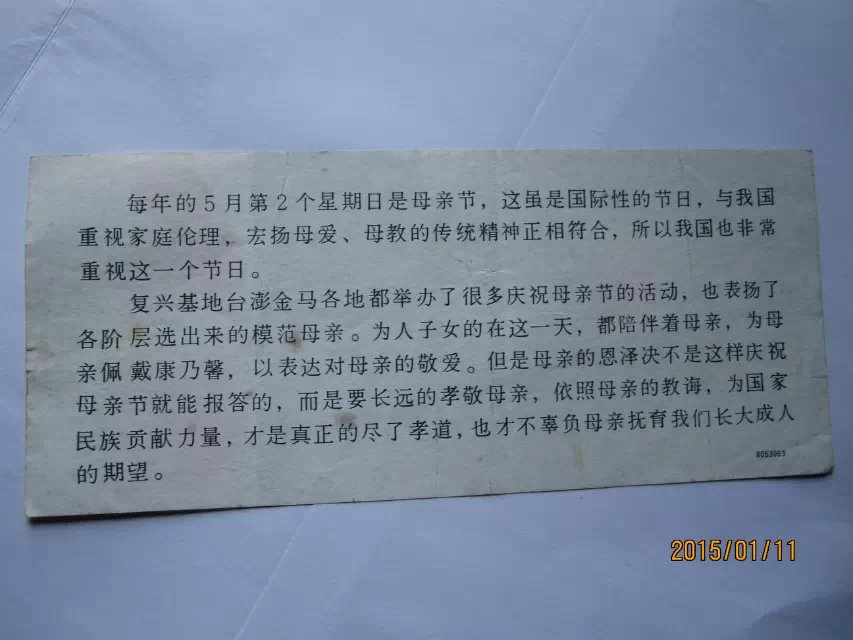 每年的5月第2个星期日是母亲节，这虽是国际性的节日，与我国
重视家庭伦理，宏扬母爱、母教的传统精神正相符合，所以我国也非常
重视这一个节日。
复兴基地台澎金马各地都举办了很多庆祝母亲节的活动，也表扬了
各阶层选出来的模范母亲。为人子女的在这一天，都陪伴着母亲，为母
亲佩戴康乃馨，以表达对母亲的敬爱。但是母亲的恩泽决不是这样庆祝
母亲节就能报答的，而是要长远的孝敬母亲，依照母亲的教诲，为国家
民族贡献力量，才是真正的尽了孝道，也才不辜负母亲抚育我们长大成人
的期望。
8053063
2015/01/11